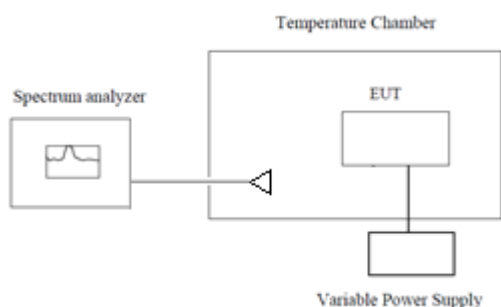 Temperature Chamber
Spectrum analyzer
EUT
Variable Power Supply